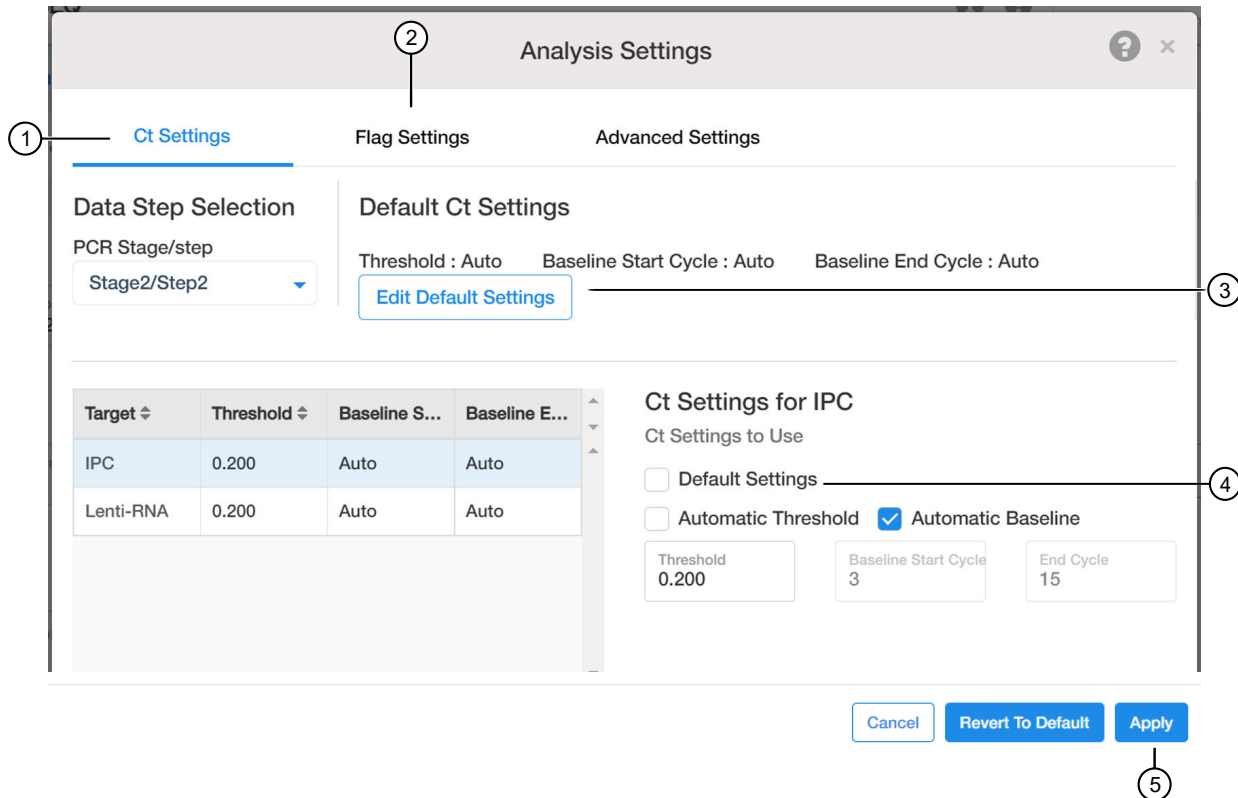 2
Analysis Settings
?
×
1
Ct Settings
Flag Settings
Advanced Settings
Data Step Selection
Default Ct Settings
PCR Stage/step
Threshold : Auto Baseline Start Cycle : Auto Baseline End Cycle : Auto
Stage2/Step2
Edit Default Settings
3
Target Threshold Baseline S... Baseline E...
IPC 0.200 Auto Auto
Lenti-RNA 0.200 Auto Auto
Ct Settings for IPC
Ct Settings to Use
Default Settings
4
Automatic Threshold Automatic Baseline
Threshold Baseline Start Cycle End Cycle
0.200 3 15
Cancel Revert To Default Apply
5